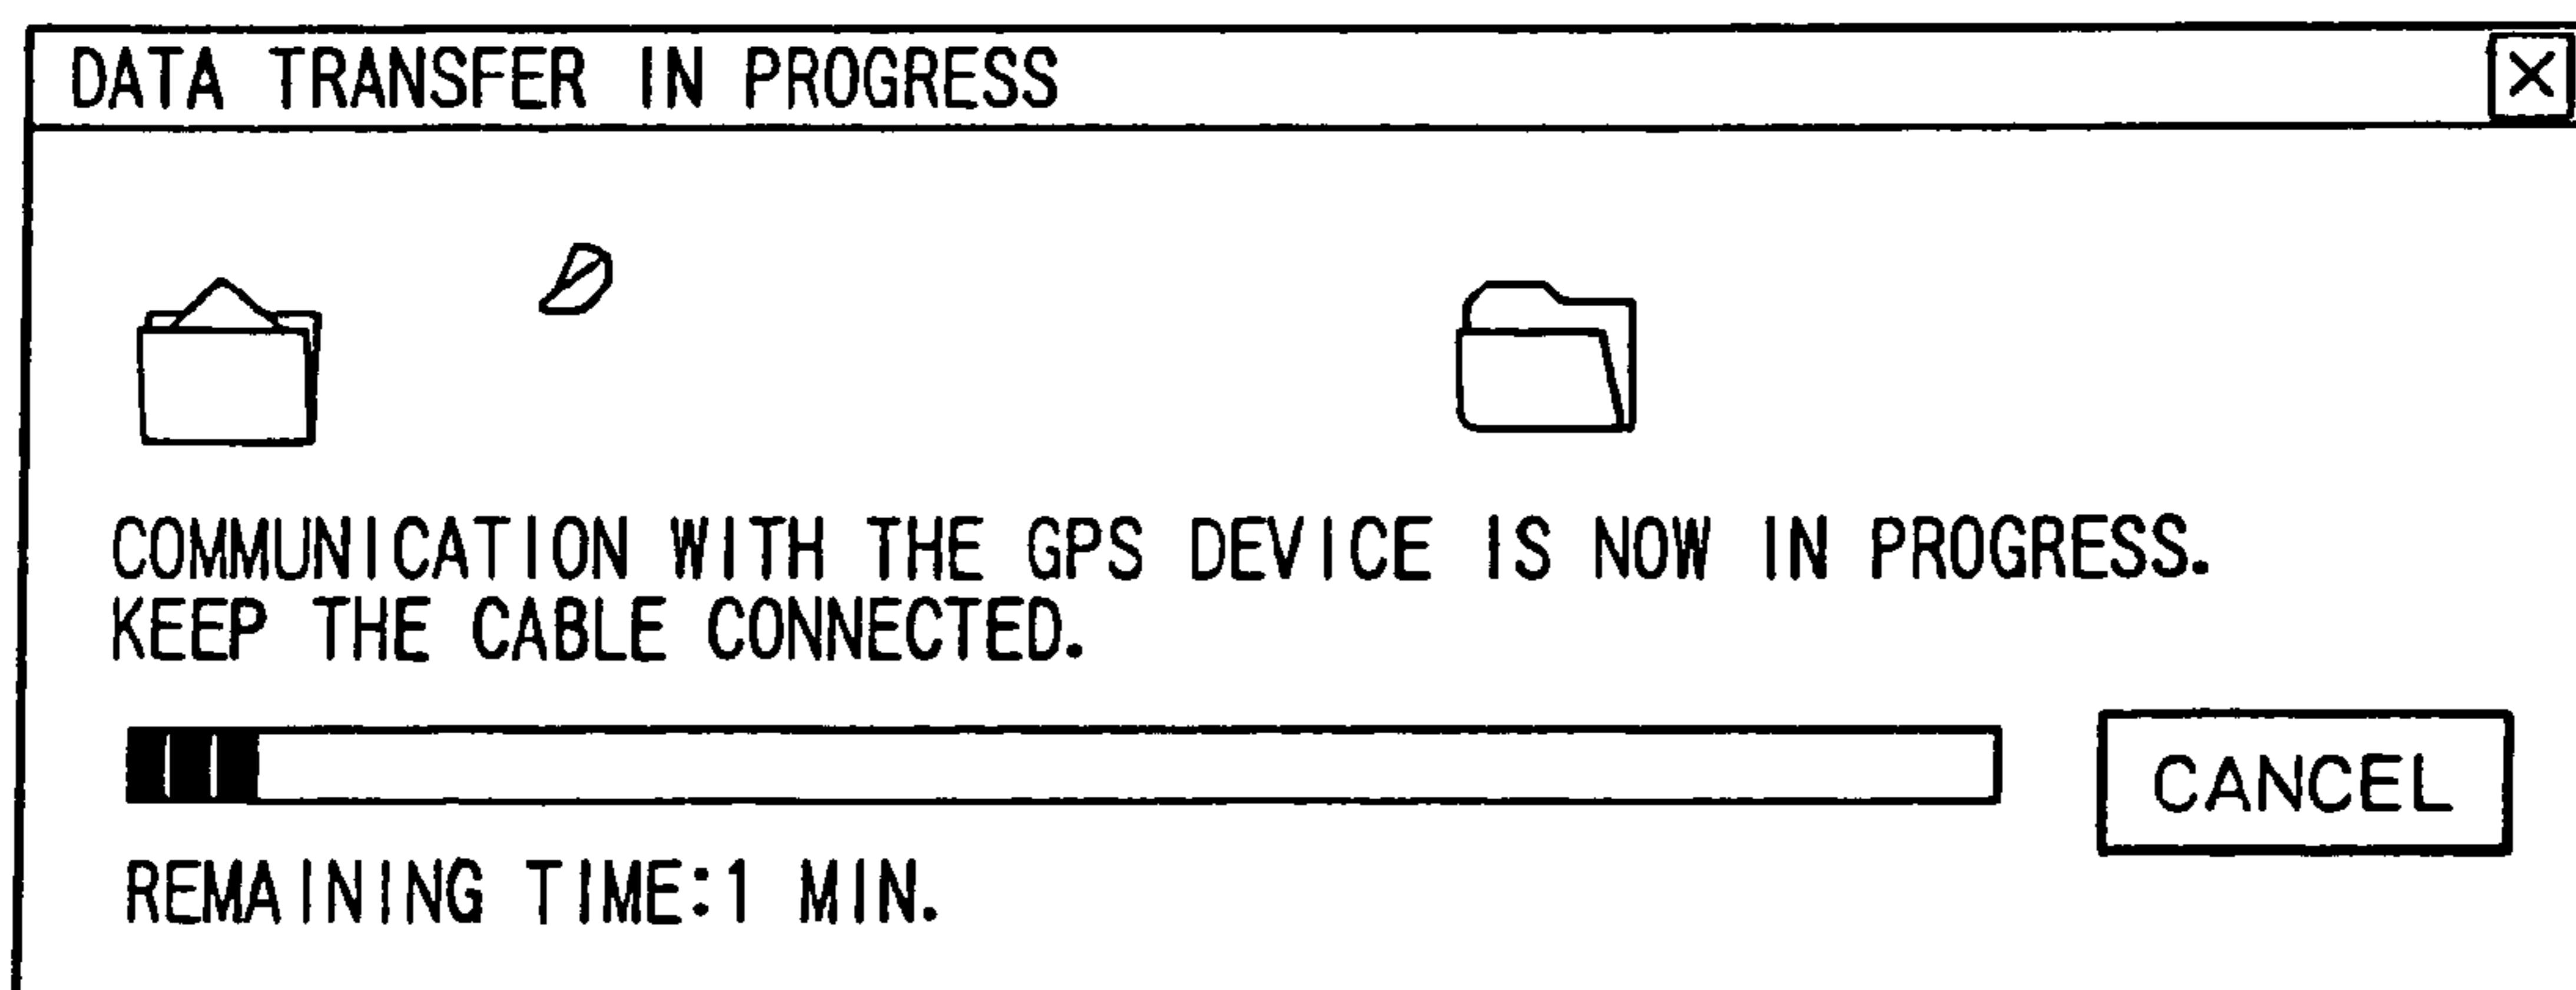 DATA TRANSFER IN PROGRESS
COMMUNICATION WITH THE GPS DEVICE IS NOW IN PROGRESS.
KEEP THE CABLE CONNECTED.
CANCEL
REMAINING TIME:1 MIN.